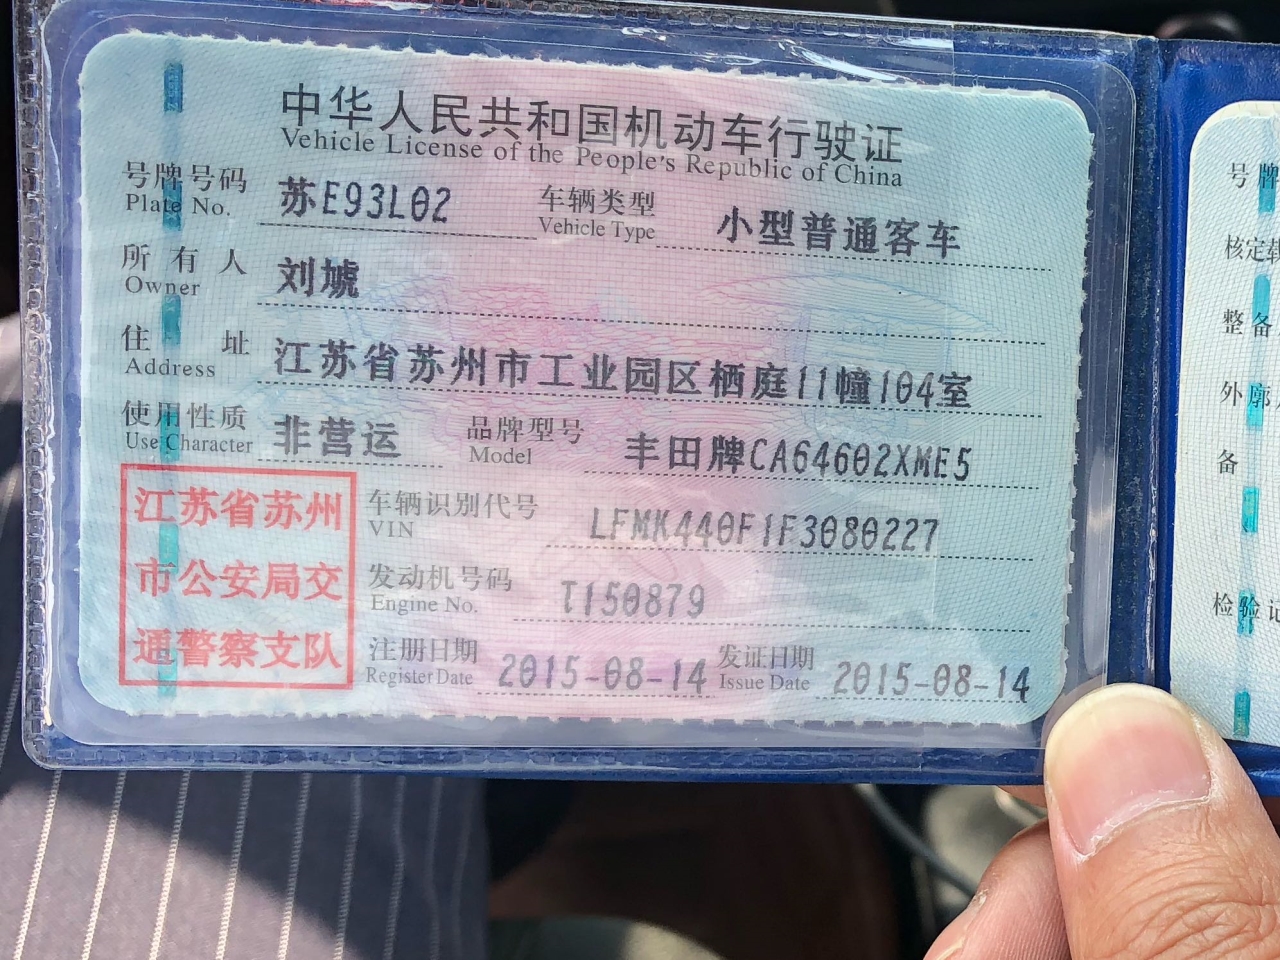 中华人民共和国机动车行驶证
Vehicle License of the People's Republic of China
号牌号码 苏E93L02 车辆类型 小型普通客车
Plate No. Vehicle Type
所有人 刘墟
Owner
住址 江苏省苏州市工业园区栖庭11幢104室
Address
使用性质 非营运 品牌型号 丰田牌CA64602XME5
Use Character Model
江苏省苏州
市公安局交
通警察支队
车辆识别代号 LFMK440F1F3080227
VIN
发动机号码 T150879
Engine No.
注册日期 2015-08-14 发证日期 2015-08-14
Register Date Issue Date
号牌
核定载
整备
外廓
备
检验记